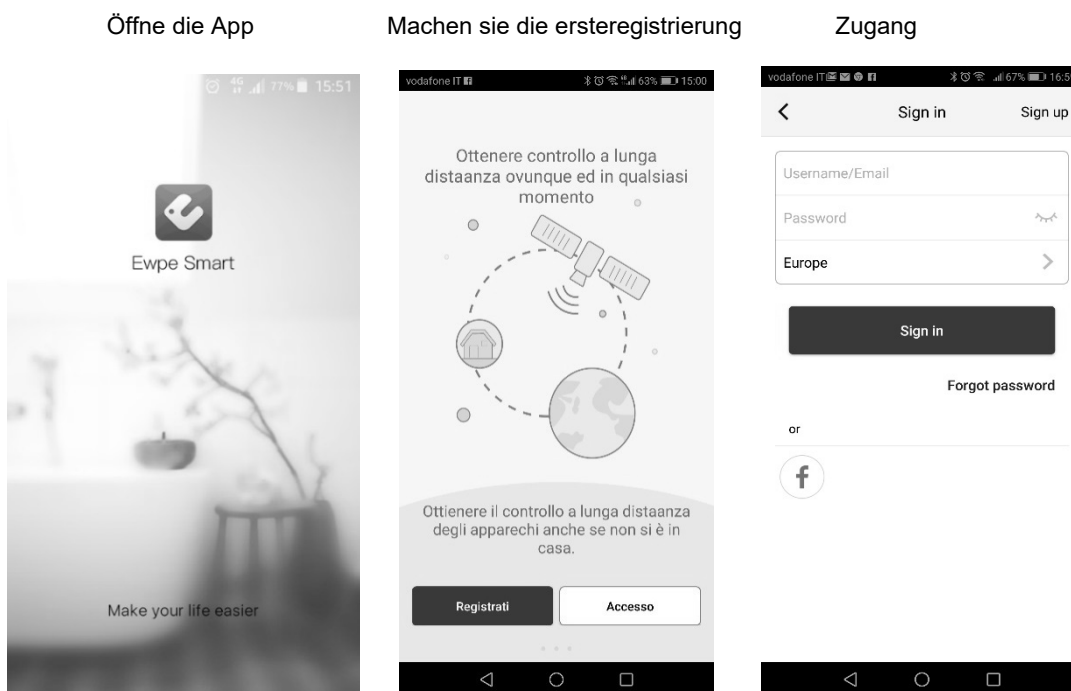 Öffne die App
Machen sie die ersteregistrierung
Zugang
4G 77% 15:51
Ewpe Smart
Make your life easier
vodafone IT 63% 15:00
Ottenere controllo a lunga
distaanza ovunque ed in qualsiasi
momento
Ottienere il controllo a lunga distaanza
degli apparechi anche se non si è in
casa.
Registrati
Accesso
vodafone IT 67%
Sign in
Sign up
Username/Email
Password
Europe
Sign in
Forgot password
or
f